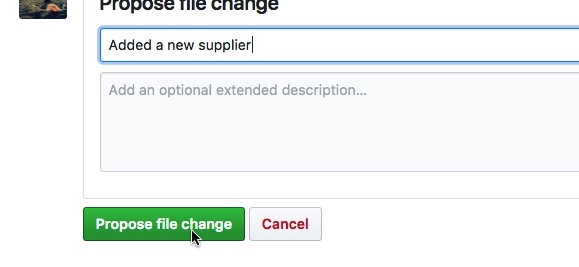 Propose file change
Added a new supplier
Add an optional extended description...
Propose file change
Cancel